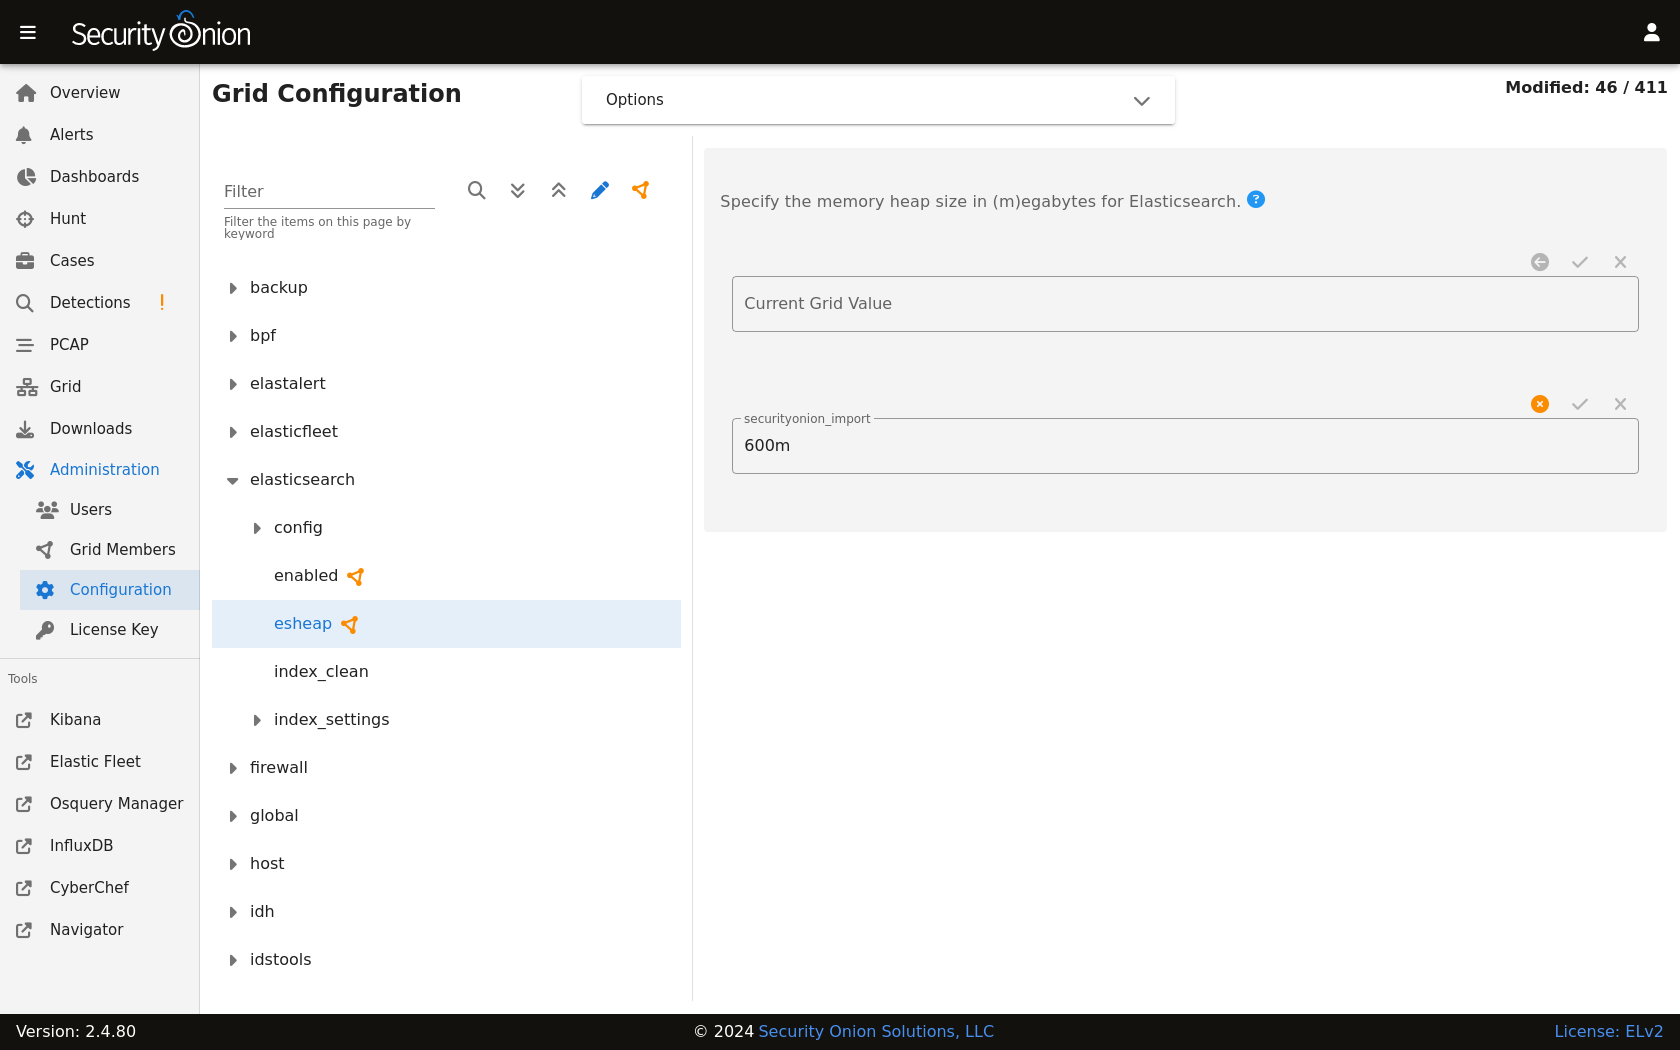 Security Onion
Overview
Alerts
Dashboards
Hunt
Cases
Detections !
PCAP
Grid
Downloads
Administration
Users
Grid Members
Configuration
License Key
Tools
Kibana
Elastic Fleet
Osquery Manager
InfluxDB
CyberChef
Navigator
Grid Configuration
Options
Modified: 46 / 411
Filter
Filter the items on this page by
keyword
backup
bpf
elastalert
elasticfleet
elasticsearch
config
enabled
esheap
index_clean
index_settings
firewall
global
host
idh
idstools
Specify the memory heap size in (m)egabytes for Elasticsearch. ?
Current Grid Value
securityonion_import
600m
Version: 2.4.80
© 2024 Security Onion Solutions, LLC
License: ELv2